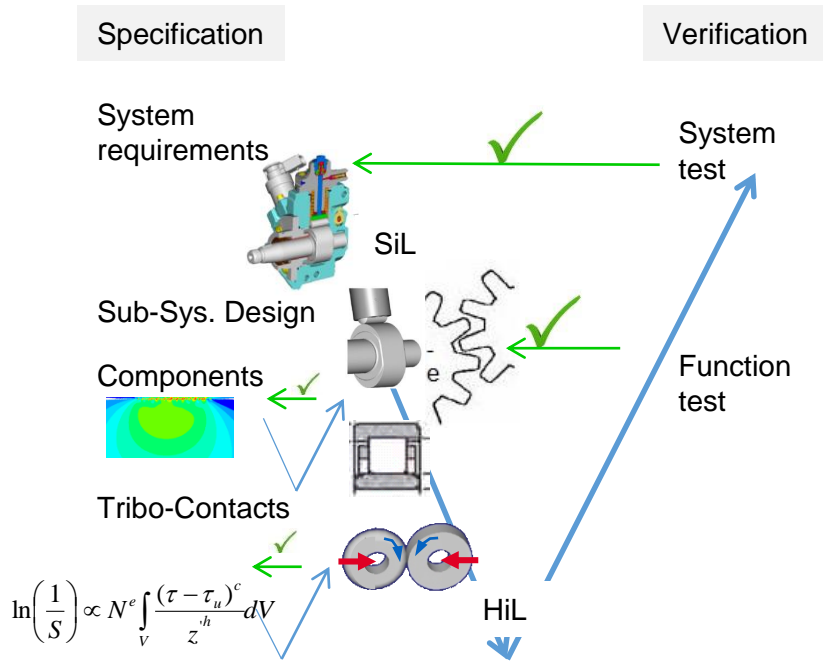 Specification
Verification
System
requirements
System
test
SiL
Sub-Sys. Design
-
e
Components
Function
test
Tribo-Contacts
ln(1/S) ∝ N^e ∫_V (τ − τ_u)^c / z'^h dV
HiL